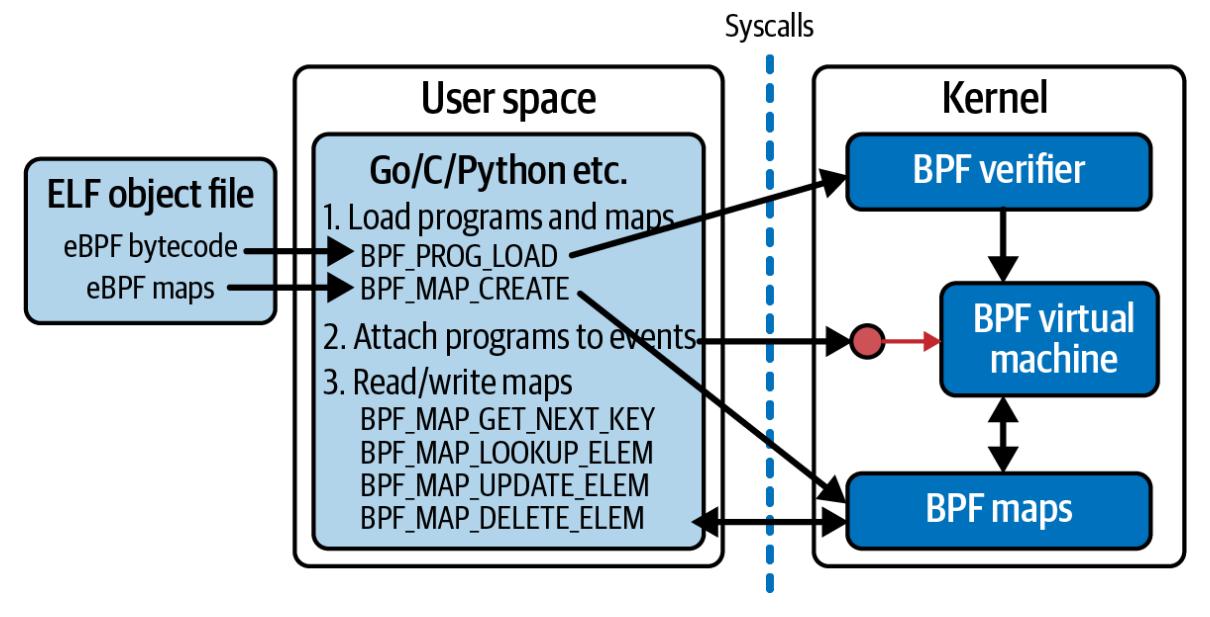 Syscalls
User space
Kernel
ELF object file
eBPF bytecode
eBPF maps
Go/C/Python etc.
1. Load programs and maps
BPF_PROG_LOAD
BPF_MAP_CREATE
2. Attach programs to events
3. Read/write maps
BPF_MAP_GET_NEXT_KEY
BPF_MAP_LOOKUP_ELEM
BPF_MAP_UPDATE_ELEM
BPF_MAP_DELETE_ELEM
BPF verifier
BPF virtual
machine
BPF maps